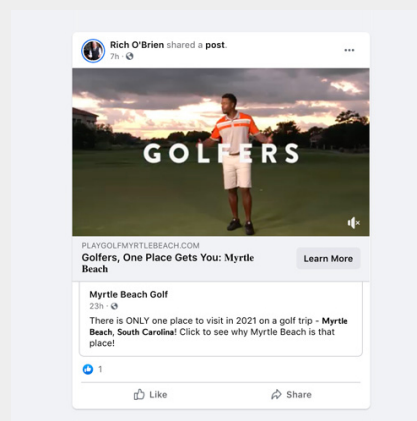 Rich O'Brien shared a post.
7h ·
GOLFERS
PLAYGOLFMYRTLEBEACH.COM
Golfers, One Place Gets You: Myrtle
Beach
Learn More
Myrtle Beach Golf
23h ·
There is ONLY one place to visit in 2021 on a golf trip - Myrtle
Beach, South Carolina! Click to see why Myrtle Beach is that
place!
1
Like
Share